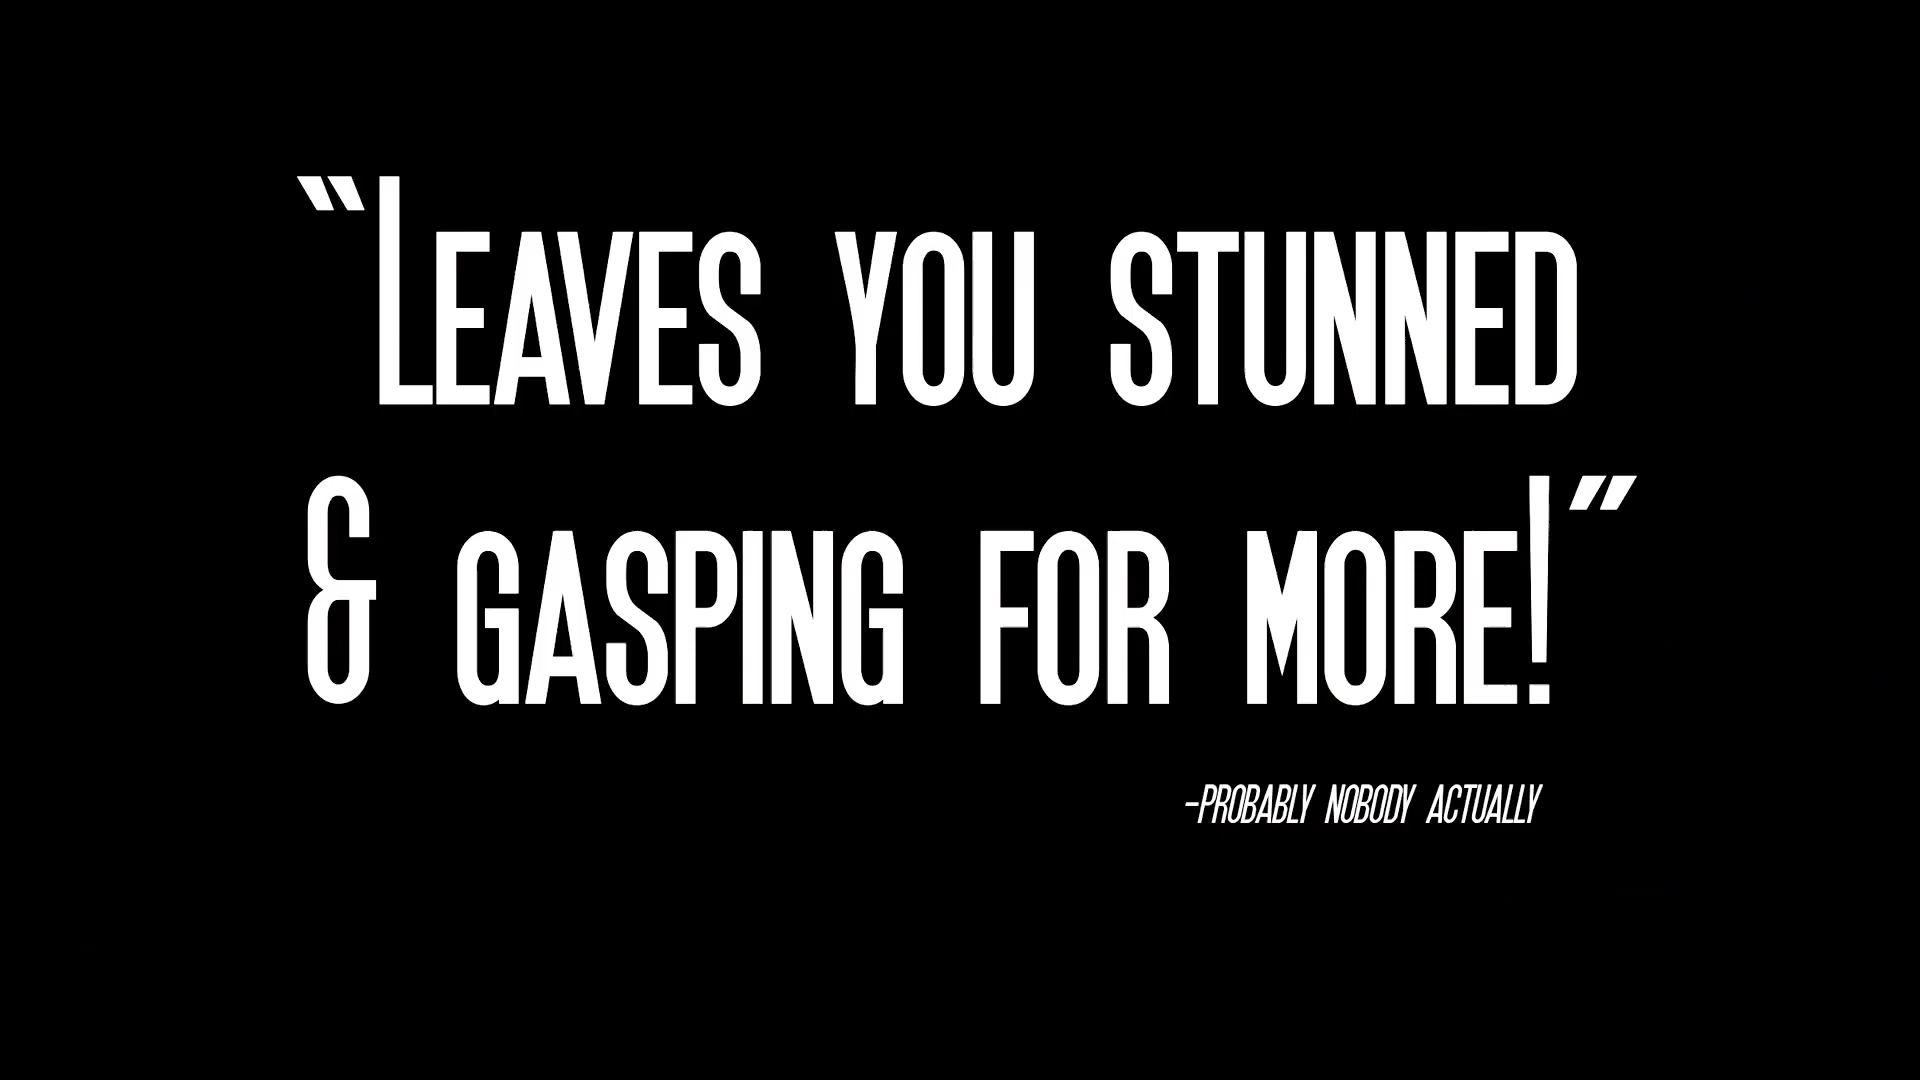 “Leaves you stunned
& gasping for more!”
-probably nobody actually